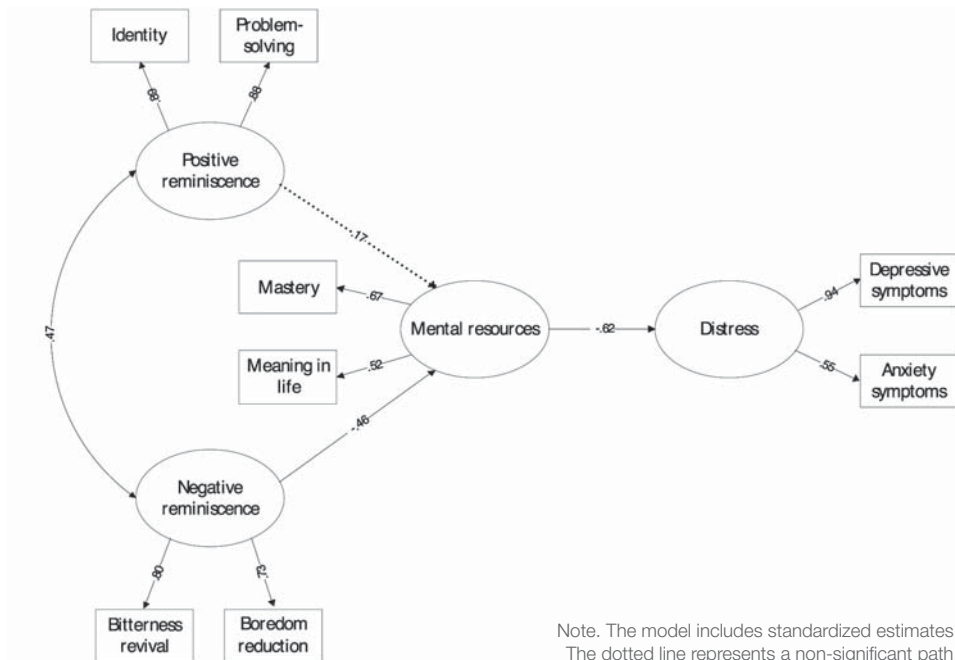 Identity
Problem-
solving
.89
.88
Positive
reminiscence
.17
Mastery
.67
Mental resources
-.62
Distress
.94
Depressive
symptoms
.47
Meaning in
life
.52
.55
Anxiety
symptoms
-.46
Negative
reminiscence
.80
.73
Bitterness
revival
Boredom
reduction
Note. The model includes standardized estimates
The dotted line represents a non-significant path